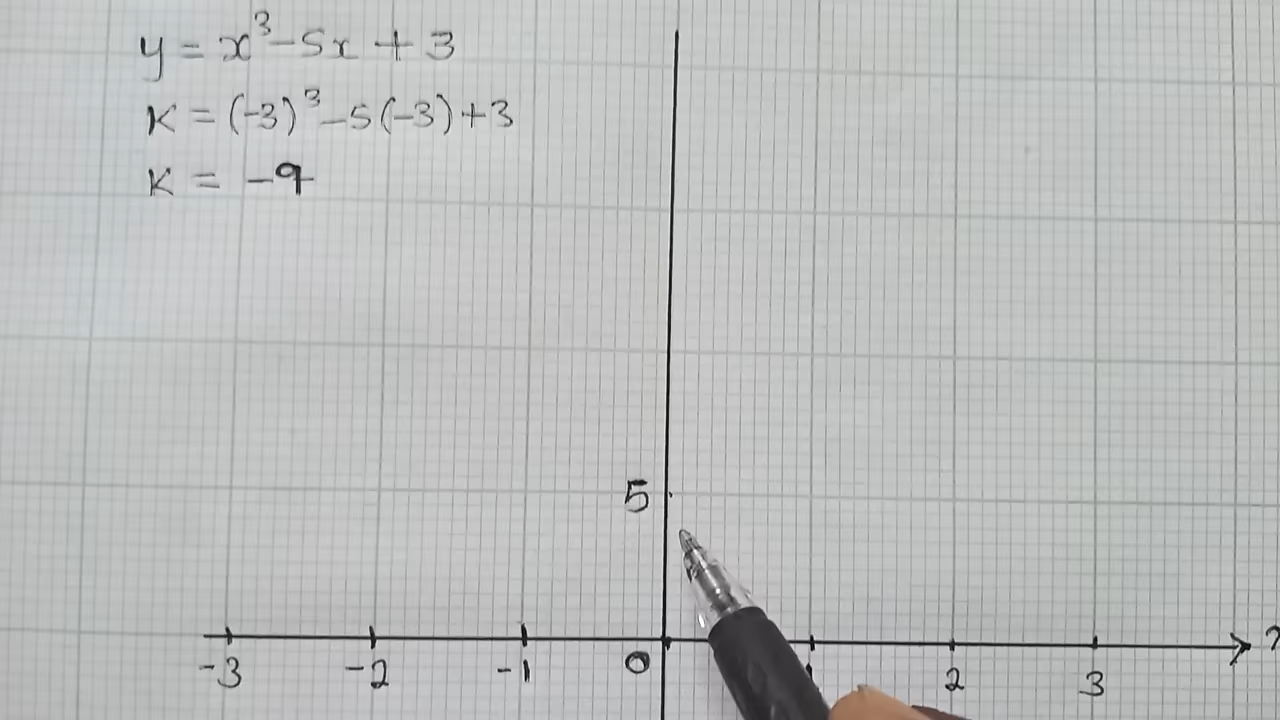 y = x³ - 5x + 3
K = (-3)³ - 5(-3) + 3
K = -9
5
-3 -2 -1 0 2 3